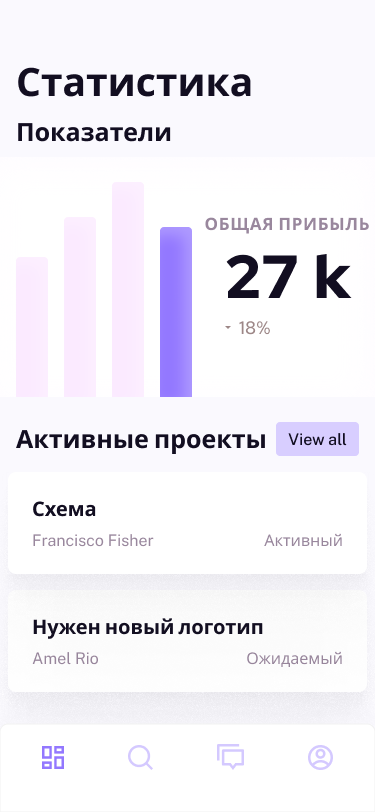 Статистика
Показатели
ОБЩАЯ ПРИБЫЛЬ
27 k
18%
Активные проекты
View all
Схема
Francisco Fisher
Активный
Нужен новый логотип
Amel Rio
Ожидаемый